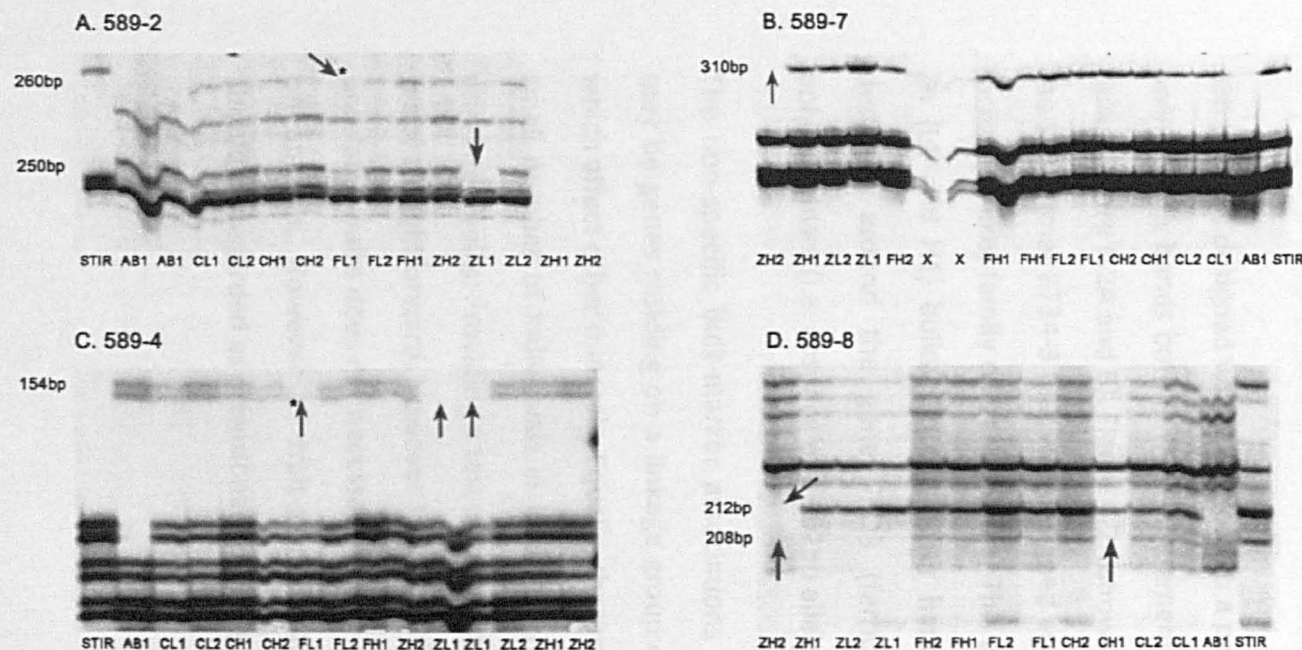 A. 589-2
260bp
*
250bp
STIR AB1 AB1 CL1 CL2 CH1 CH2 FL1 FL2 FH1 ZH2 ZL1 ZL2 ZH1 ZH2
B. 589-7
310bp
ZH2 ZH1 ZL2 ZL1 FH2 X X FH1 FH1 FL2 FL1 CH2 CH1 CL2 CL1 AB1 STIR
C. 589-4
154bp
*
STIR AB1 CL1 CL2 CH1 CH2 FL1 FL2 FH1 ZH2 ZL1 ZL1 ZL2 ZH1 ZH2
D. 589-8
212bp
208bp
ZH2 ZH1 ZL2 ZL1 FH2 FH1 FL2 FL1 CH2 CH1 CL2 CL1 AB1 STIR